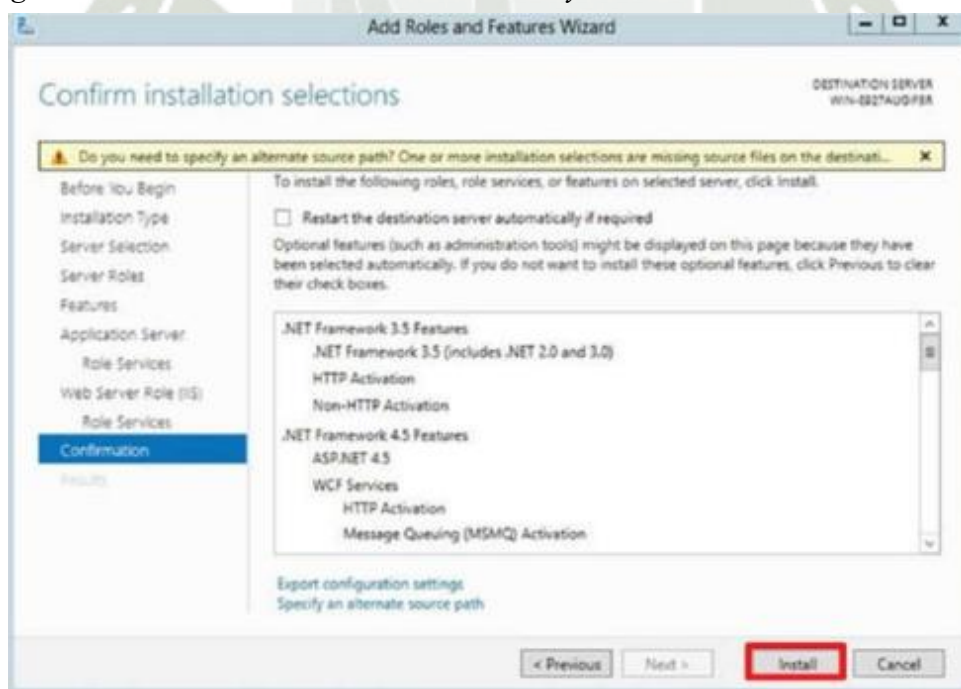 Add Roles and Features Wizard
Confirm installation selections
DESTINATION SERVER
Do you need to specify an alternate source path? One or more installation selections are missing source files on the destinati...
Before You Begin
Installation Type
Server Selection
Server Roles
Features
Application Server
Role Services
Web Server Role (IIS)
Role Services
Confirmation
Results
To install the following roles, role services, or features on selected server, click Install.
Restart the destination server automatically if required
Optional features (such as administration tools) might be displayed on this page because they have
been selected automatically. If you do not want to install these optional features, click Previous to clear
their check boxes.
.NET Framework 3.5 Features
.NET Framework 3.5 (includes .NET 2.0 and 3.0)
HTTP Activation
Non-HTTP Activation
.NET Framework 4.5 Features
ASP.NET 4.5
WCF Services
HTTP Activation
Message Queuing (MSMQ) Activation
Export configuration settings
Specify an alternate source path
< Previous
Next >
Install
Cancel